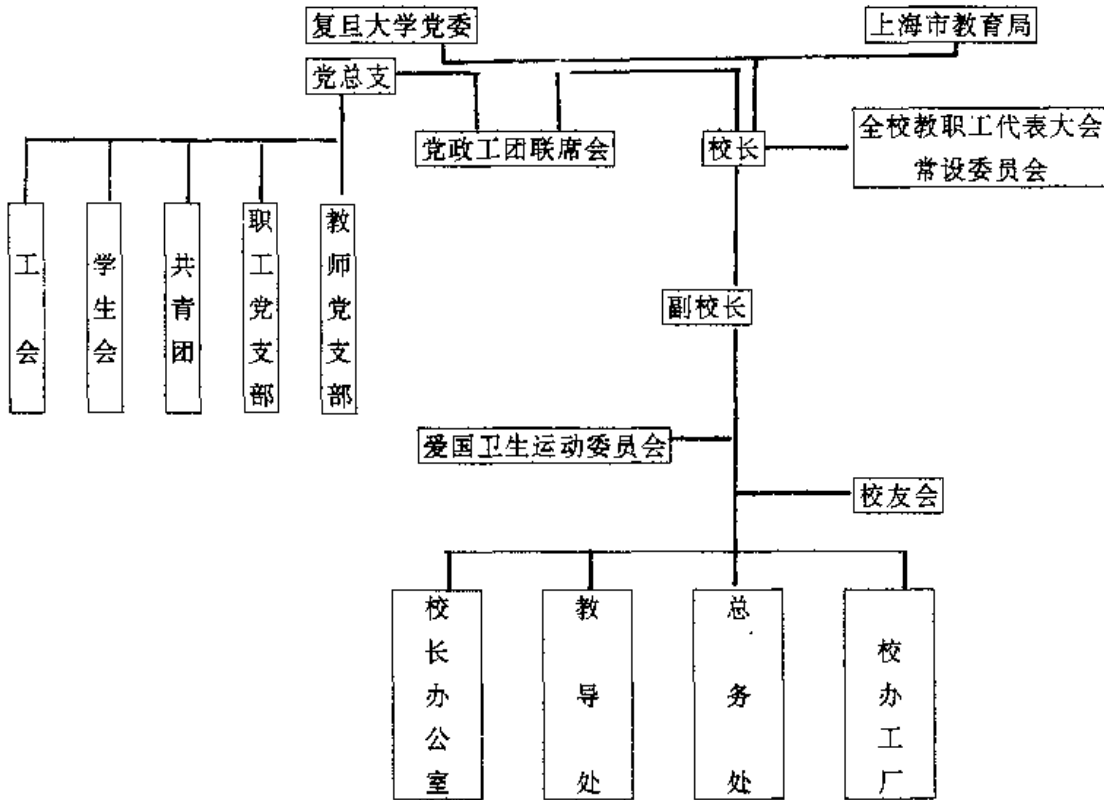 复旦大学党委
上海市教育局
党总支
党政工团联席会
校长
全校教职工代表大会
常设委员会
工会
学生会
共青团
职工党支部
教师党支部
副校长
爱国卫生运动委员会
校友会
校长办公室
教导处
总务处
校办工厂